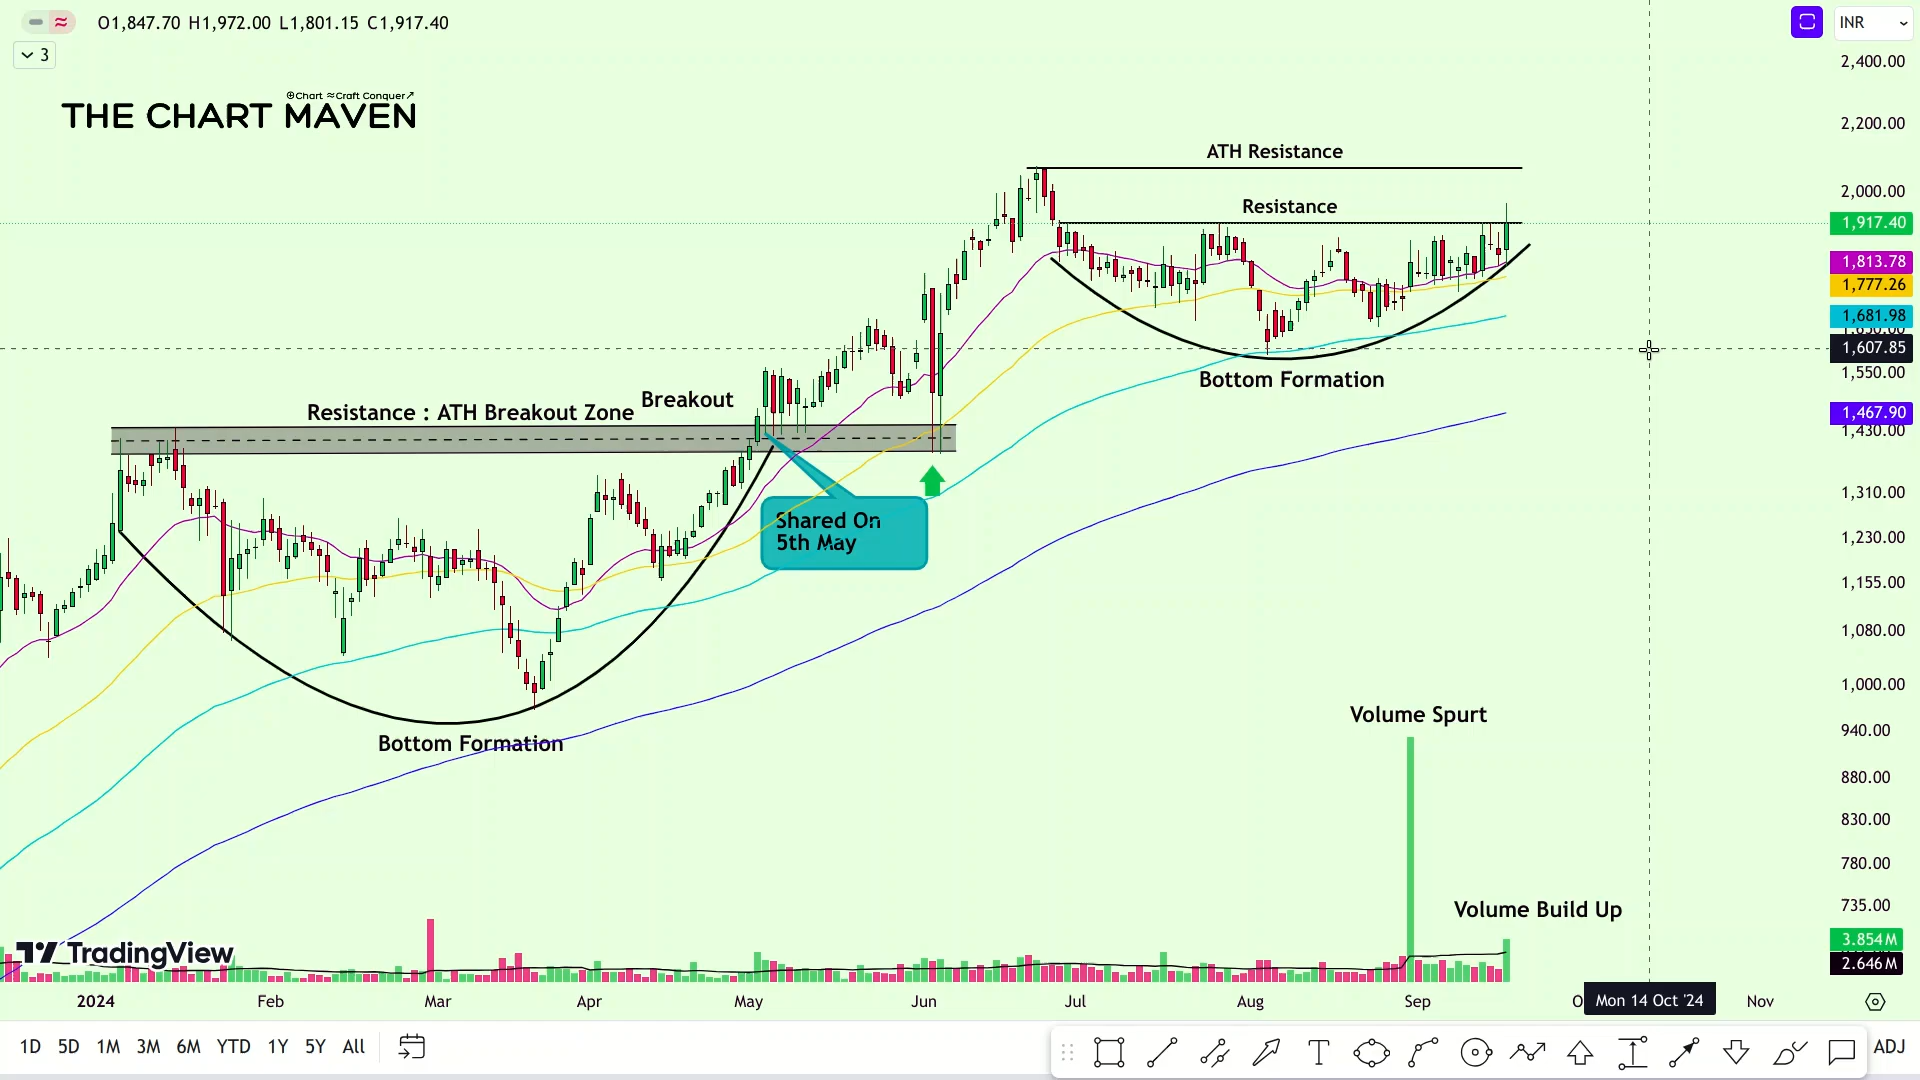 O1,847.70 H1,972.00 L1,801.15 C1,917.40
INR
3
2,400.00
⊕Chart ≈Craft Conquer↗
THE CHART MAVEN
2,200.00
ATH Resistance
2,000.00
Resistance
1,917.40
1,813.78
1,777.26
1,681.98
1,607.85
1,550.00
Bottom Formation
Breakout
Resistance : ATH Breakout Zone
1,467.90
1,430.00
1,310.00
Shared On
5th May
1,230.00
1,155.00
1,080.00
1,000.00
Volume Spurt
940.00
Bottom Formation
880.00
830.00
780.00
735.00
Volume Build Up
3.854 M
TradingView
2.646 M
2024 Feb Mar Apr May Jun Jul Aug Sep Mon 14 Oct '24 Nov
1D 5D 1M 3M 6M YTD 1Y 5Y All
ADJ